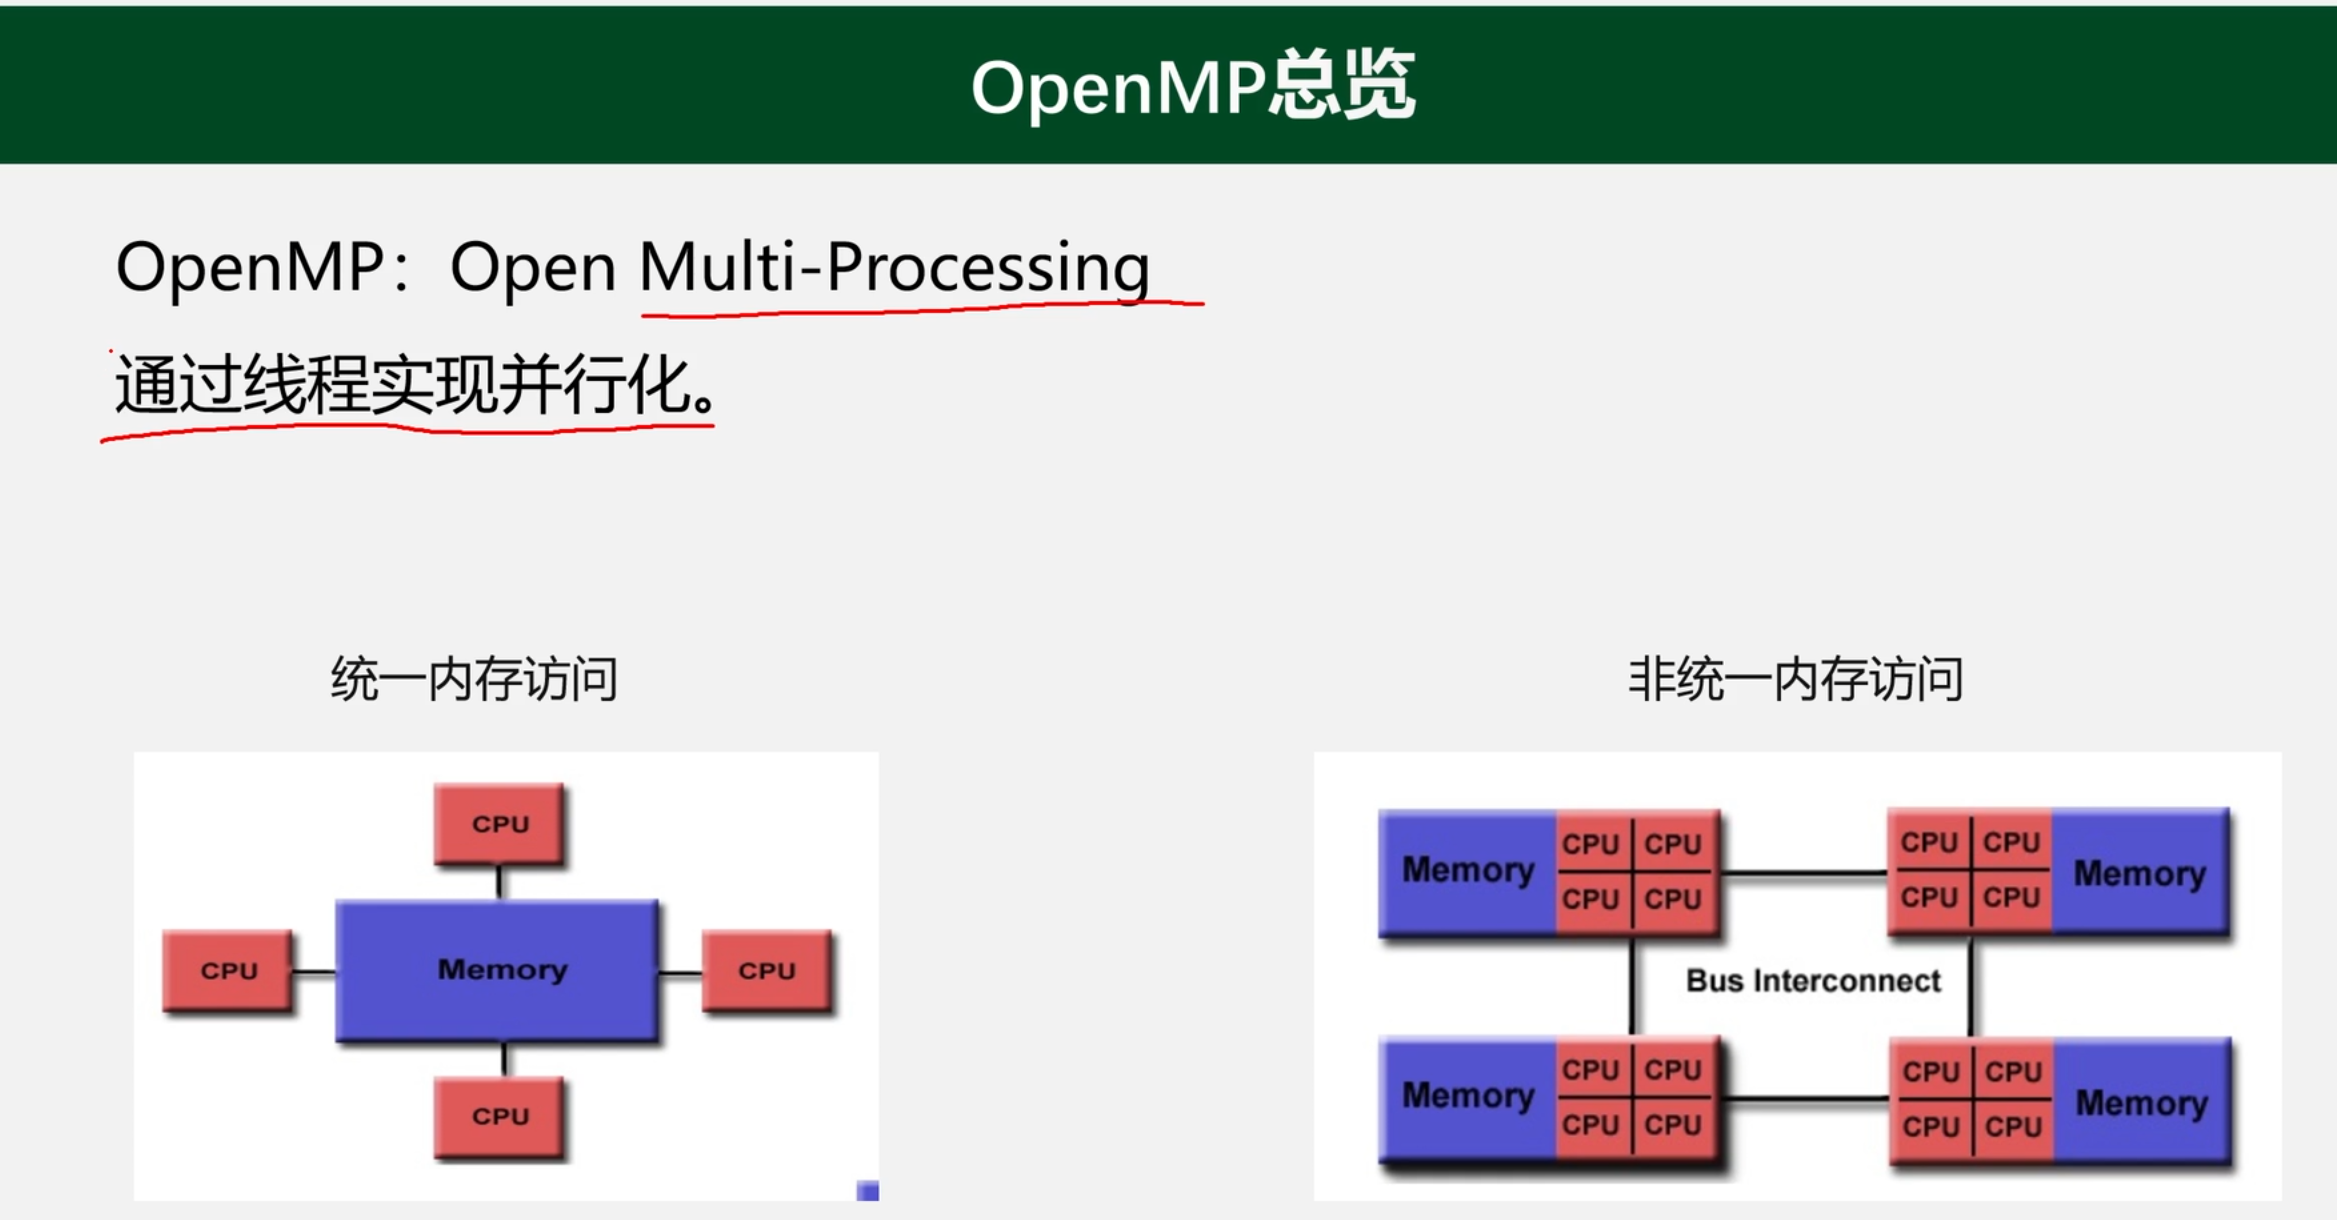 OpenMP总览
OpenMP：Open Multi-Processing
通过线程实现并行化。
统一内存访问
非统一内存访问
CPU
CPU
Memory
CPU
CPU
Memory
CPU CPU
CPU CPU
CPU CPU
CPU CPU
Memory
Bus Interconnect
Memory
CPU CPU
CPU CPU
CPU CPU
CPU CPU
Memory